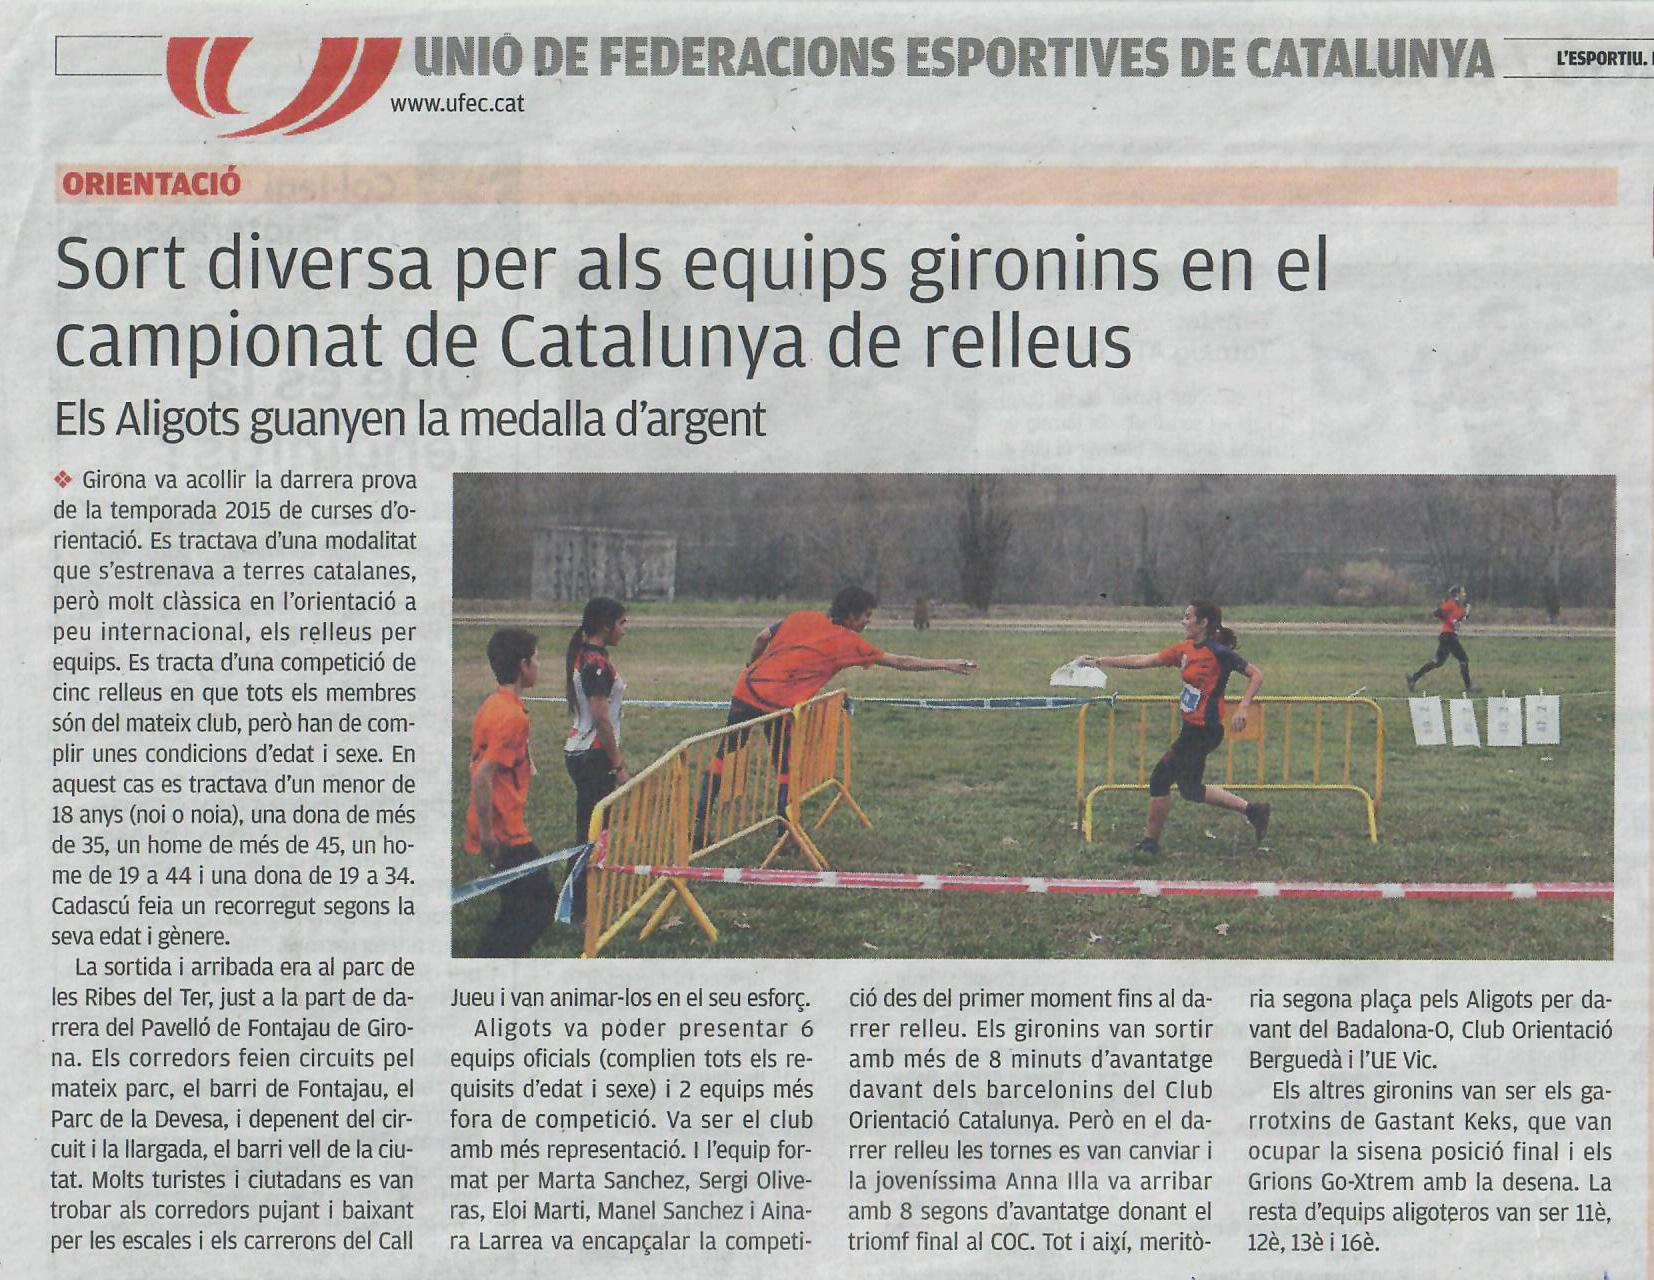 UNIÓ DE FEDERACIONS ESPORTIVES DE CATALUNYA
L'ESPORTIU.
www.ufec.cat
ORIENTACIÓ
Sort diversa per als equips gironins en el
campionat de Catalunya de relleus
Els Aligots guanyen la medalla d'argent
❖ Girona va acollir la darrera prova
de la temporada 2015 de curses d'o-
rientació. Es tractava d'una modalitat
que s'estrenava a terres catalanes,
però molt clàssica en l'orientació a
peu internacional, els relleus per
equips. Es tracta d'una competició de
cinc relleus en que tots els membres
són del mateix club, però han de com-
plir unes condicions d'edat i sexe. En
aquest cas es tractava d'un menor de
18 anys (noi o noia), una dona de més
de 35, un home de més de 45, un ho-
me de 19 a 44 i una dona de 19 a 34.
Cadascú feia un recorregut segons la
seva edat i gènere.
La sortida i arribada era al parc de
les Ribes del Ter, just a la part de da-
rrera del Pavelló de Fontajau de Giro-
na. Els corredors feien circuits pel
mateix parc, el barri de Fontajau, el
Parc de la Devesa, i depenent del cir-
cuit i la llargada, el barri vell de la ciu-
tat. Molts turistes i ciutadans es van
trobar als corredors pujant i baixant
per les escales i els carrerons del Call
Jueu i van animar-los en el seu esforç.
Aligots va poder presentar 6
equips oficials (complien tots els re-
quisits d'edat i sexe) i 2 equips més
fora de competició. Va ser el club
amb més representació. I l'equip for-
mat per Marta Sanchez, Sergi Olive-
ras, Eloi Marti, Manel Sanchez i Aina-
ra Larrea va encapçalar la competi-
ció des del primer moment fins al da-
rrer relleu. Els gironins van sortir
amb més de 8 minuts d'avantatge
davant dels barcelonins del Club
Orientació Catalunya. Però en el da-
rrer relleu les tornes es van canviar i
la joveníssima Anna Illa va arribar
amb 8 segons d'avantatge donant el
triomf final al COC. Tot i així, meritò-
ria segona plaça pels Aligots per da-
vant del Badalona-O, Club Orientació
Berguedà i l'UE Vic.
Els altres gironins van ser els ga-
rrotxins de Gastant Keks, que van
ocupar la sisena posició final i els
Grions Go-Xtrem amb la desena. La
resta d'equips aligoteros van ser 11è,
12è, 13è i 16è.